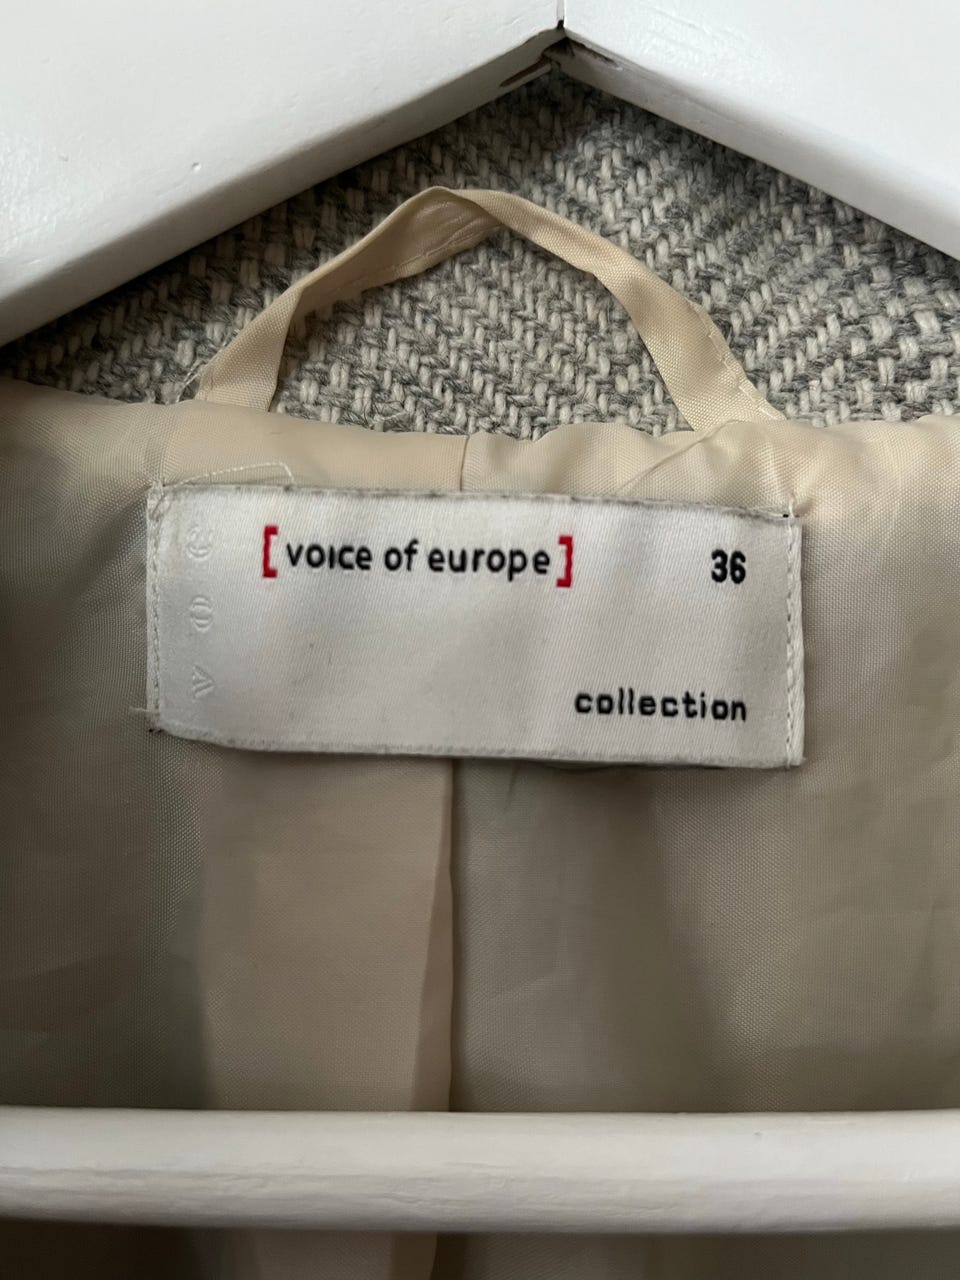 [voice of europe] 36
collection